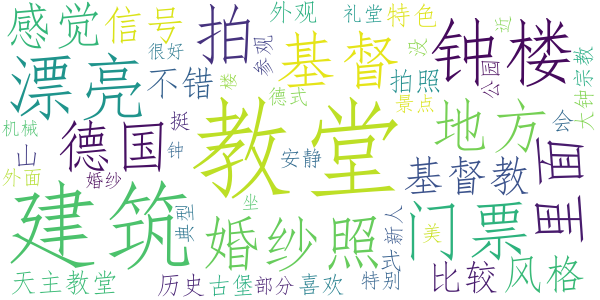 感觉
信号
拍
外观
礼堂
特色
近
很好
参观
基督
没
钟楼
漂亮
不错
楼
德式
拍照
公园
景点
大钟
宗教
机械
德国
挺
教堂
地方
会
山
钟
安静
里面
外面
婚纱
基督教
建筑
典型
坐
婚纱照
式
新人
美
门票
天主教堂
历史
古堡
部分
喜欢
特别
比较
风格